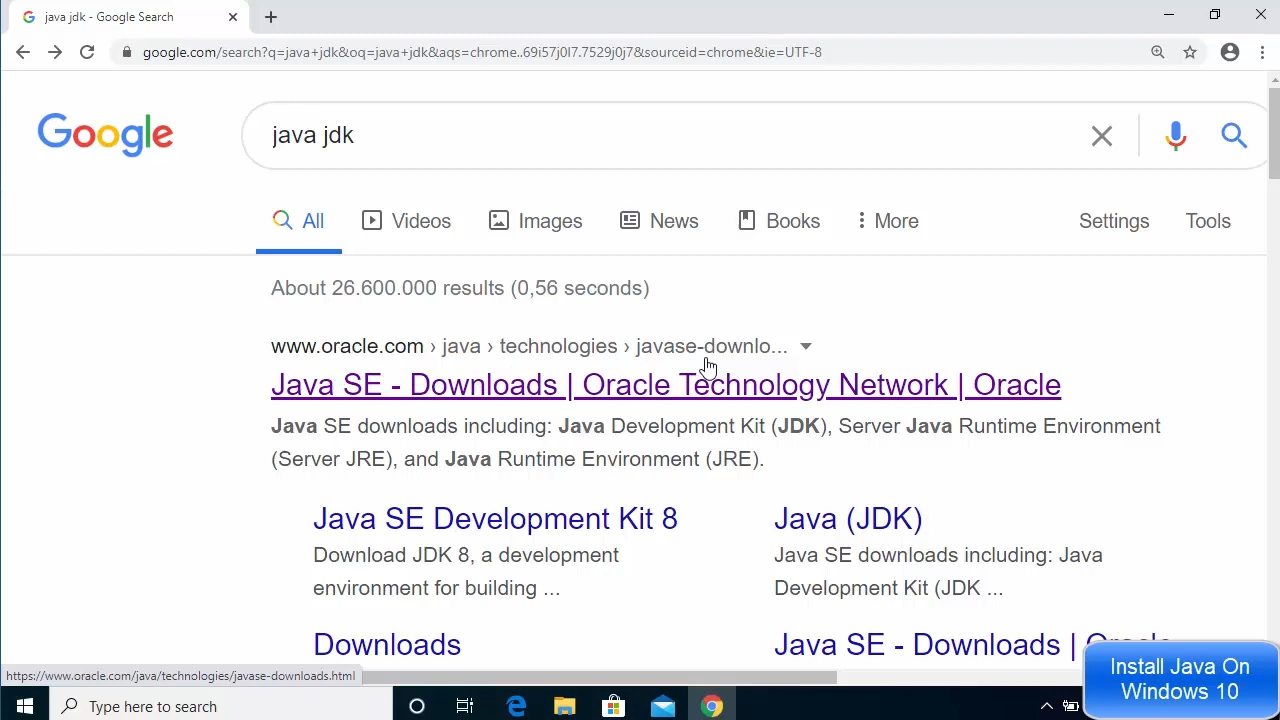 java jdk - Google Search
google.com/search?q=java+jdk&oq=java+jdk&aqs=chrome..69i57j0l7.7529j0j7&sourceid=chrome&ie=UTF-8
Google
java jdk
All Videos Images News Books More Settings Tools
About 26.600.000 results (0,56 seconds)
www.oracle.com › java › technologies › javase-downlo...
Java SE - Downloads | Oracle Technology Network | Oracle
Java SE downloads including: Java Development Kit (JDK), Server Java Runtime Environment
(Server JRE), and Java Runtime Environment (JRE).
Java SE Development Kit 8
Download JDK 8, a development
environment for building ...
Java (JDK)
Java SE downloads including: Java
Development Kit (JDK ...
Downloads
Java SE - Downloads | Oracle
https://www.oracle.com/java/technologies/javase-downloads.html
Install Java On
Windows 10
Type here to search